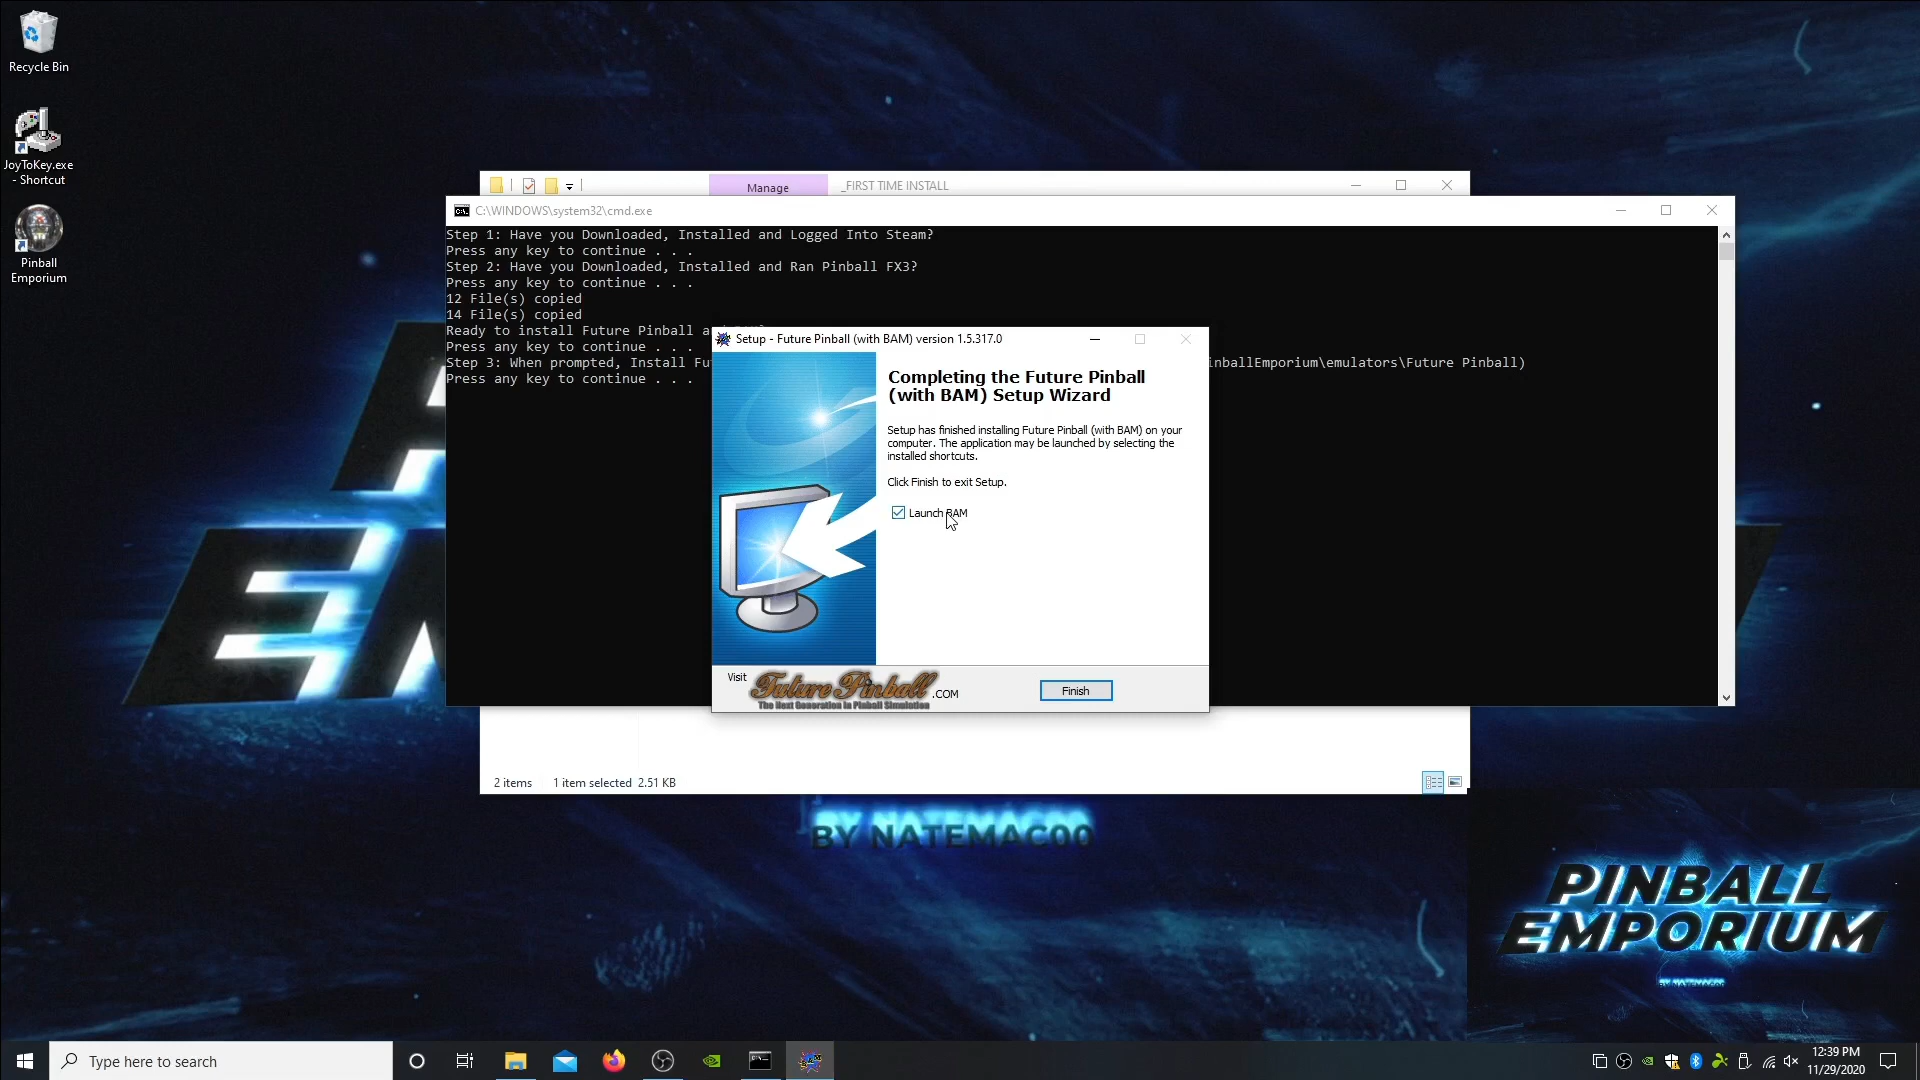 Recycle Bin
JoyToKey.exe
- Shortcut
Pinball
Emporium
Manage
_FIRST TIME INSTALL
C:\WINDOWS\system32\cmd.exe
Step 1: Have you Downloaded, Installed and Logged Into Steam?
Press any key to continue . . .
Step 2: Have you Downloaded, Installed and Ran Pinball FX3?
Press any key to continue . . .
12 File(s) copied
14 File(s) copied
Ready to install Future Pinball
Press any key to continue . . .
Step 3: When prompted, Install
inballEmporium\emulators\Future Pinball)
Press any key to continue . . .
Setup - Future Pinball (with BAM) version 1.5.317.0
Completing the Future Pinball
(with BAM) Setup Wizard
Setup has finished installing Future Pinball (with BAM) on your
computer. The application may be launched by selecting the
installed shortcuts.
Click Finish to exit Setup.
Launch BAM
Visit
Future Pinball .COM
The Next Generation in Pinball Simulation
Finish
2 items 1 item selected 2.51 KB
BY NATEMAC00
PINBALL
EMPORIUM
BY NATEMAC00
Type here to search
12:39 PM
11/29/2020